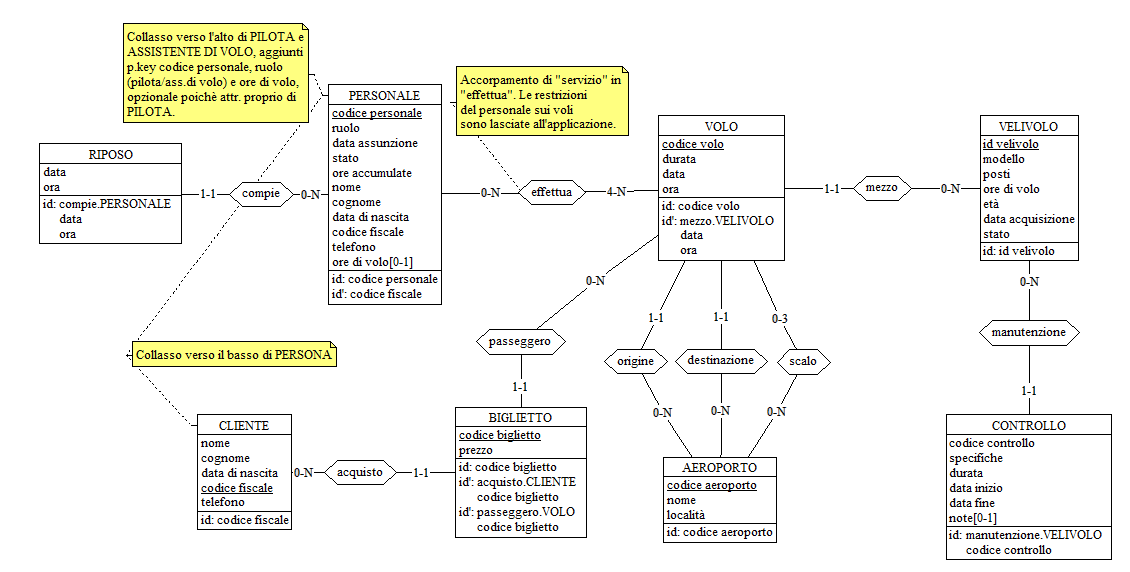 Collasso verso l'alto di PILOTA e
ASSISTENTE DI VOLO, aggiunti
p.key codice personale, ruolo
(pilota/ass.di volo) e ore di volo,
opzionale poichè attr. proprio di
PILOTA.
Accorpamento di "servizio" in
"effettua". Le restrizioni
del personale sui voli
sono lasciate all'applicazione.
RIPOSO
data
ora
id: compie.PERSONALE
data
ora
1-1
compie
0-N
PERSONALE
codice personale
ruolo
data assunzione
stato
ore accumulate
nome
cognome
data di nascita
codice fiscale
telefono
ore di volo[0-1]
id: codice personale
id': codice fiscale
0-N
effettua
4-N
VOLO
codice volo
durata
data
ora
id: codice volo
id': mezzo.VELIVOLO
data
ora
1-1
mezzo
0-N
VELIVOLO
id velivolo
modello
posti
ore di volo
età
data acquisizione
stato
id: id velivolo
0-N
manutenzione
1-1
0-N
passeggero
1-1
1-1
origine
0-N
1-1
destinazione
0-N
0-3
scalo
0-N
Collasso verso il basso di PERSONA
CLIENTE
nome
cognome
data di nascita
codice fiscale
telefono
id: codice fiscale
0-N
acquisto
1-1
BIGLIETTO
codice biglietto
prezzo
id: codice biglietto
id': acquisto.CLIENTE
codice biglietto
id': passeggero.VOLO
codice biglietto
AEROPORTO
codice aeroporto
nome
località
id: codice aeroporto
CONTROLLO
codice controllo
specifiche
durata
data inizio
data fine
note[0-1]
id: manutenzione.VELIVOLO
codice controllo